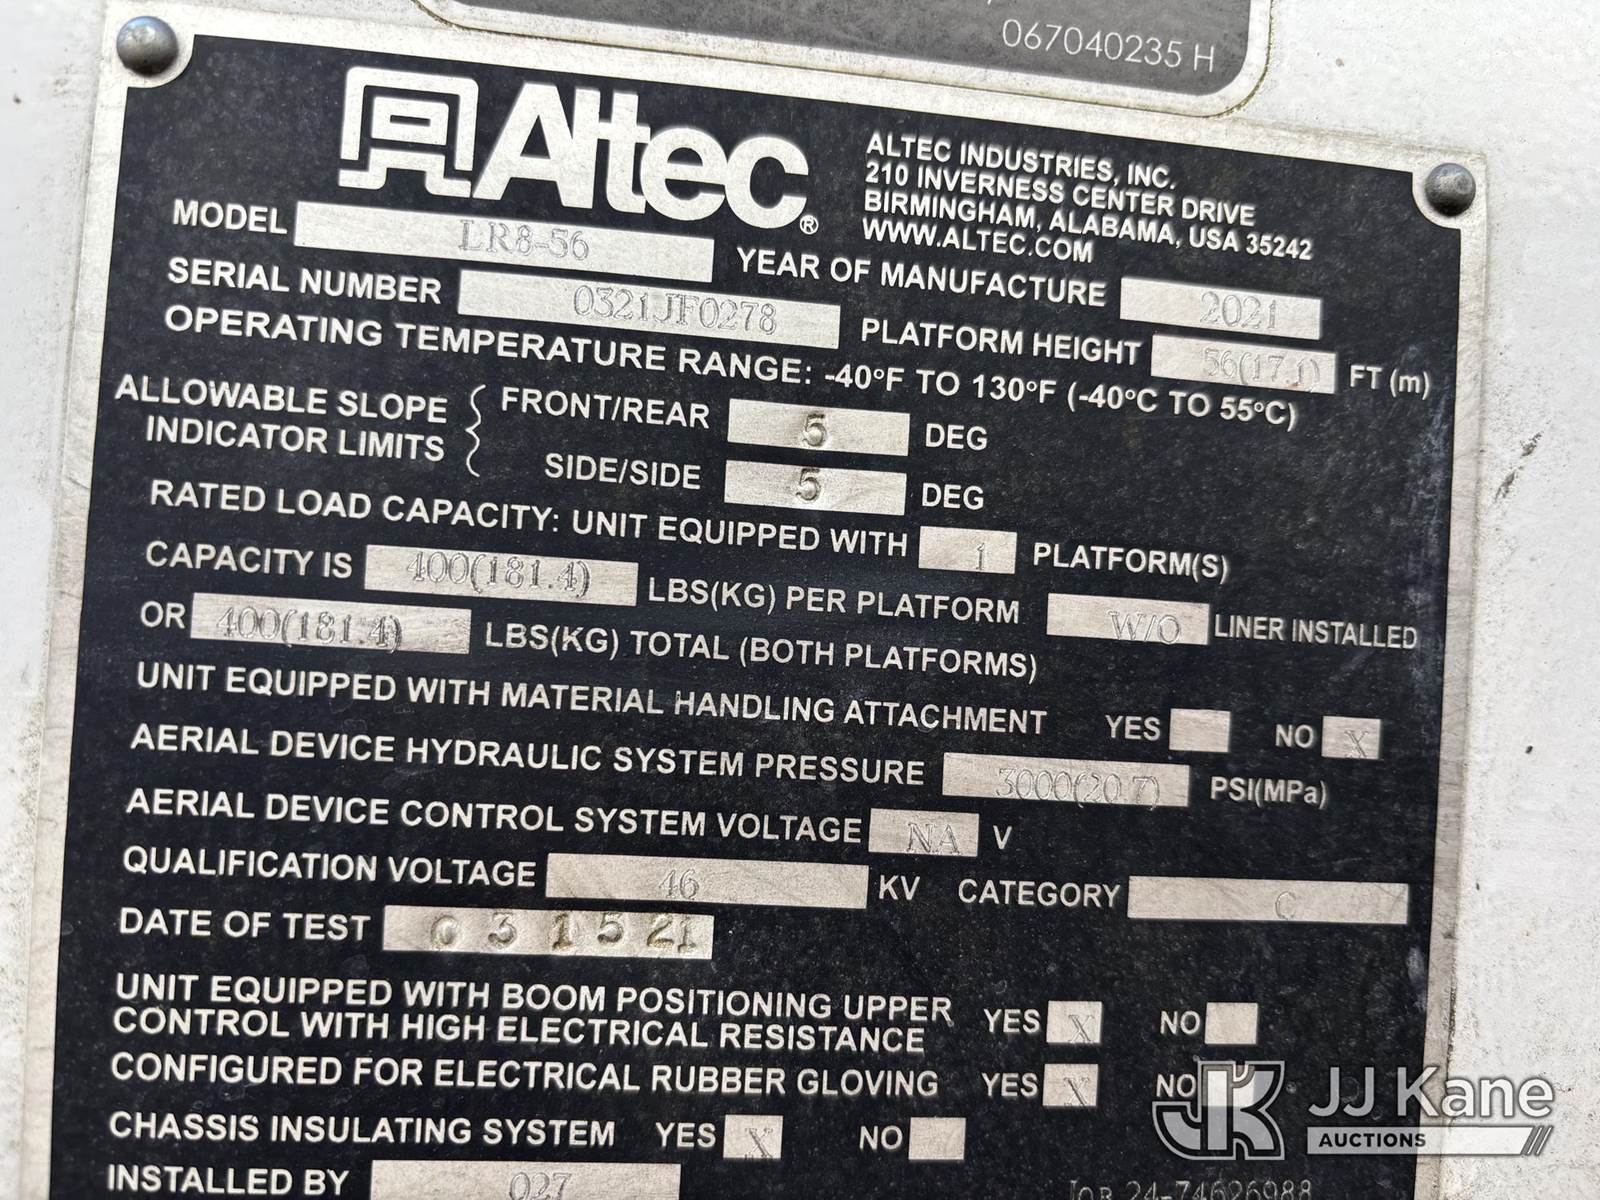 067040235 H
Altec®
ALTEC INDUSTRIES, INC.
210 INVERNESS CENTER DRIVE
BIRMINGHAM, ALABAMA, USA 35242
WWW.ALTEC.COM
MODEL LR8-56
YEAR OF MANUFACTURE 2021
SERIAL NUMBER 0321JF0278
PLATFORM HEIGHT 56(17.1) FT (m)
OPERATING TEMPERATURE RANGE: -40°F TO 130°F (-40°C TO 55°C)
ALLOWABLE SLOPE INDICATOR LIMITS { FRONT/REAR 5 DEG
SIDE/SIDE 5 DEG
RATED LOAD CAPACITY: UNIT EQUIPPED WITH 1 PLATFORM(S)
CAPACITY IS 400(181.4) LBS(KG) PER PLATFORM W/O LINER INSTALLED
OR 400(181.4) LBS(KG) TOTAL (BOTH PLATFORMS)
UNIT EQUIPPED WITH MATERIAL HANDLING ATTACHMENT YES NO X
AERIAL DEVICE HYDRAULIC SYSTEM PRESSURE 3000(20.7) PSI(MPa)
AERIAL DEVICE CONTROL SYSTEM VOLTAGE NA V
QUALIFICATION VOLTAGE 46 KV CATEGORY C
DATE OF TEST 03 15 21
UNIT EQUIPPED WITH BOOM POSITIONING UPPER
CONTROL WITH HIGH ELECTRICAL RESISTANCE YES X NO
CONFIGURED FOR ELECTRICAL RUBBER GLOVING YES X NO
CHASSIS INSULATING SYSTEM YES X NO
INSTALLED BY 027
JJ Kane
AUCTIONS
Job 24-74626988